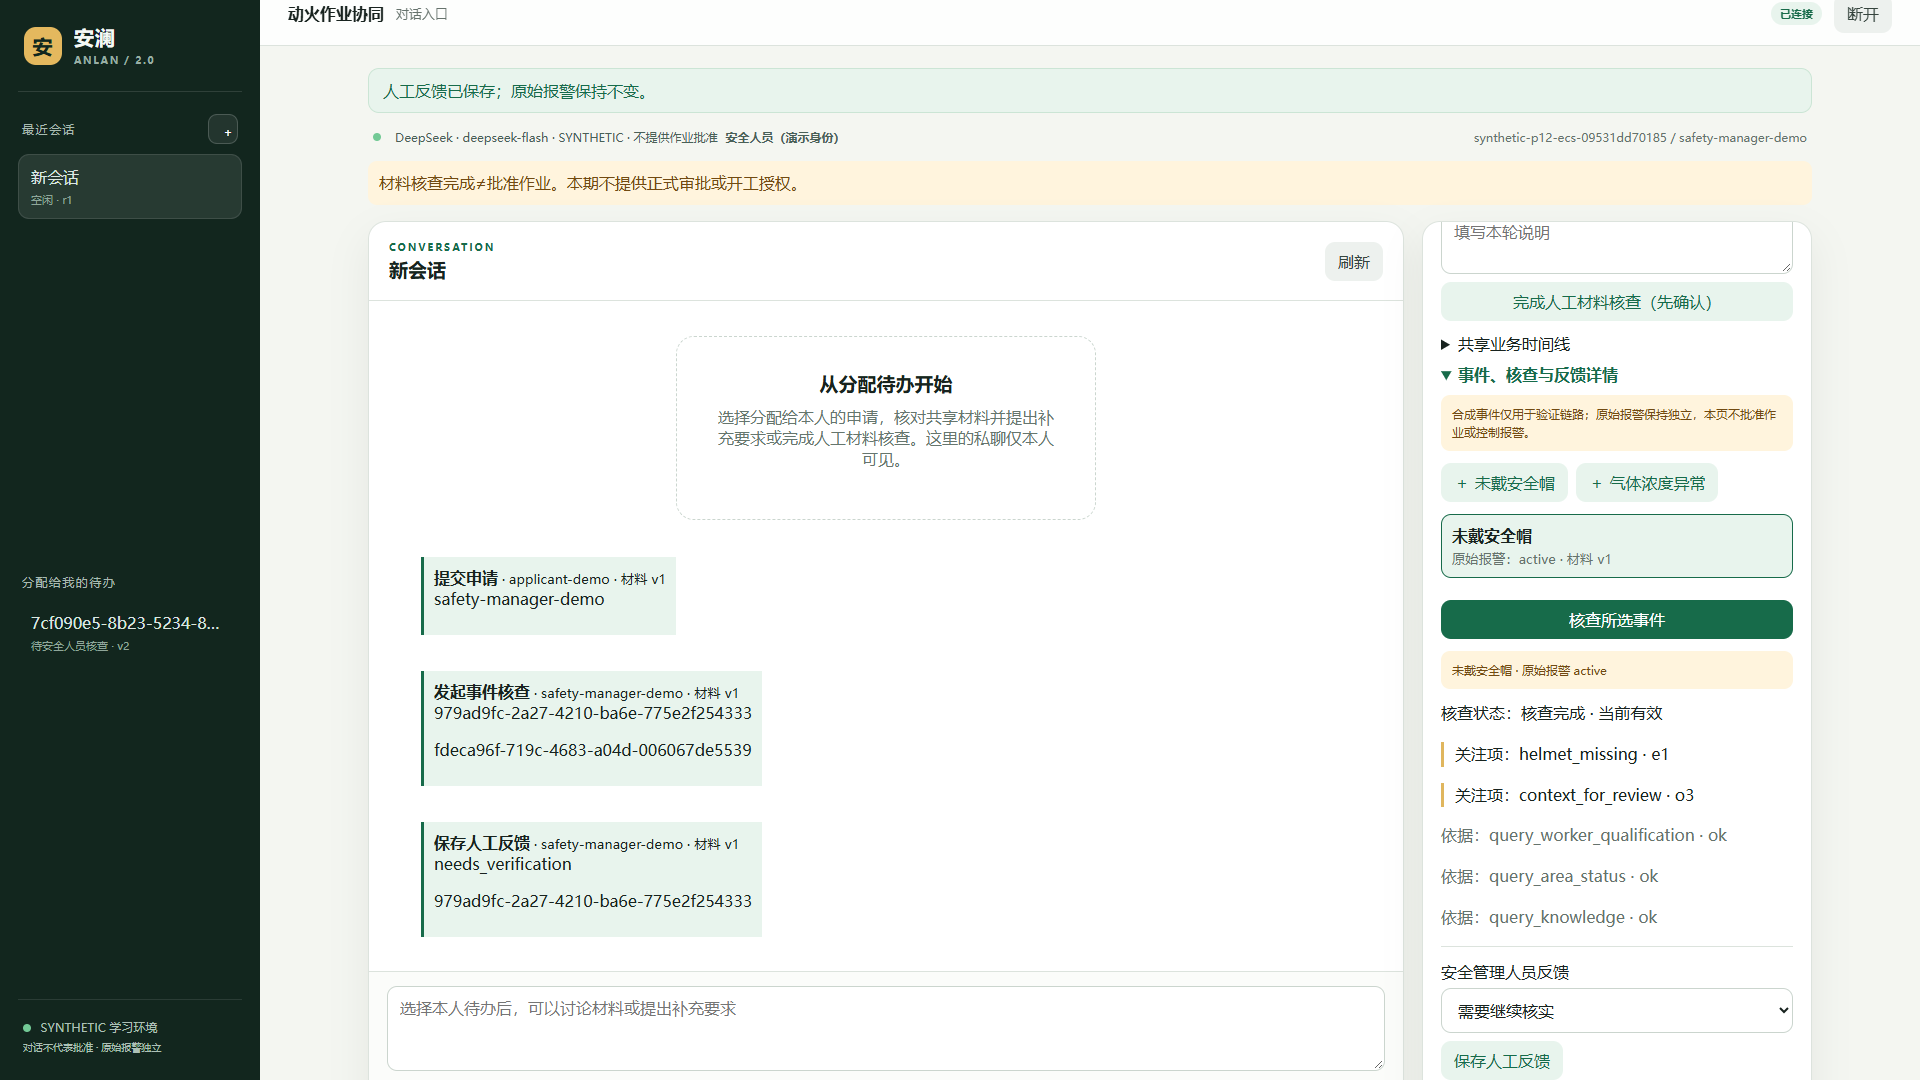 安
安澜
ANLAN / 2.0
最近会话
+
新会话
空闲 · r1
分配给我的待办
7cf090e5-8b23-5234-8...
待安全人员核查 · v2
SYNTHETIC 学习环境
对话不代表批准 · 原始报警独立
动火作业协同 对话入口
已连接
断开
人工反馈已保存；原始报警保持不变。
DeepSeek · deepseek-flash · SYNTHETIC · 不提供作业批准 安全人员（演示身份）
synthetic-p12-ecs-09531dd70185 / safety-manager-demo
材料核查完成≠批准作业。本期不提供正式审批或开工授权。
CONVERSATION
新会话
刷新
从分配待办开始
选择分配给本人的申请，核对共享材料并提出补
充要求或完成人工材料核查。这里的私聊仅本人
可见。
提交申请 · applicant-demo · 材料 v1
safety-manager-demo
发起事件核查 · safety-manager-demo · 材料 v1
979ad9fc-2a27-4210-ba6e-775e2f254333
fdeca96f-719c-4683-a04d-006067de5539
保存人工反馈 · safety-manager-demo · 材料 v1
needs_verification
979ad9fc-2a27-4210-ba6e-775e2f254333
选择本人待办后，可以讨论材料或提出补充要求
填写本轮说明
完成人工材料核查（先确认）
▶ 共享业务时间线
▼ 事件、核查与反馈详情
合成事件仅用于验证链路；原始报警保持独立，本页不批准作
业或控制报警。
＋ 未戴安全帽
＋ 气体浓度异常
未戴安全帽
原始报警：active · 材料 v1
核查所选事件
未戴安全帽 · 原始报警 active
核查状态：核查完成 · 当前有效
关注项：helmet_missing · e1
关注项：context_for_review · o3
依据：query_worker_qualification · ok
依据：query_area_status · ok
依据：query_knowledge · ok
安全管理人员反馈
需要继续核实
保存人工反馈